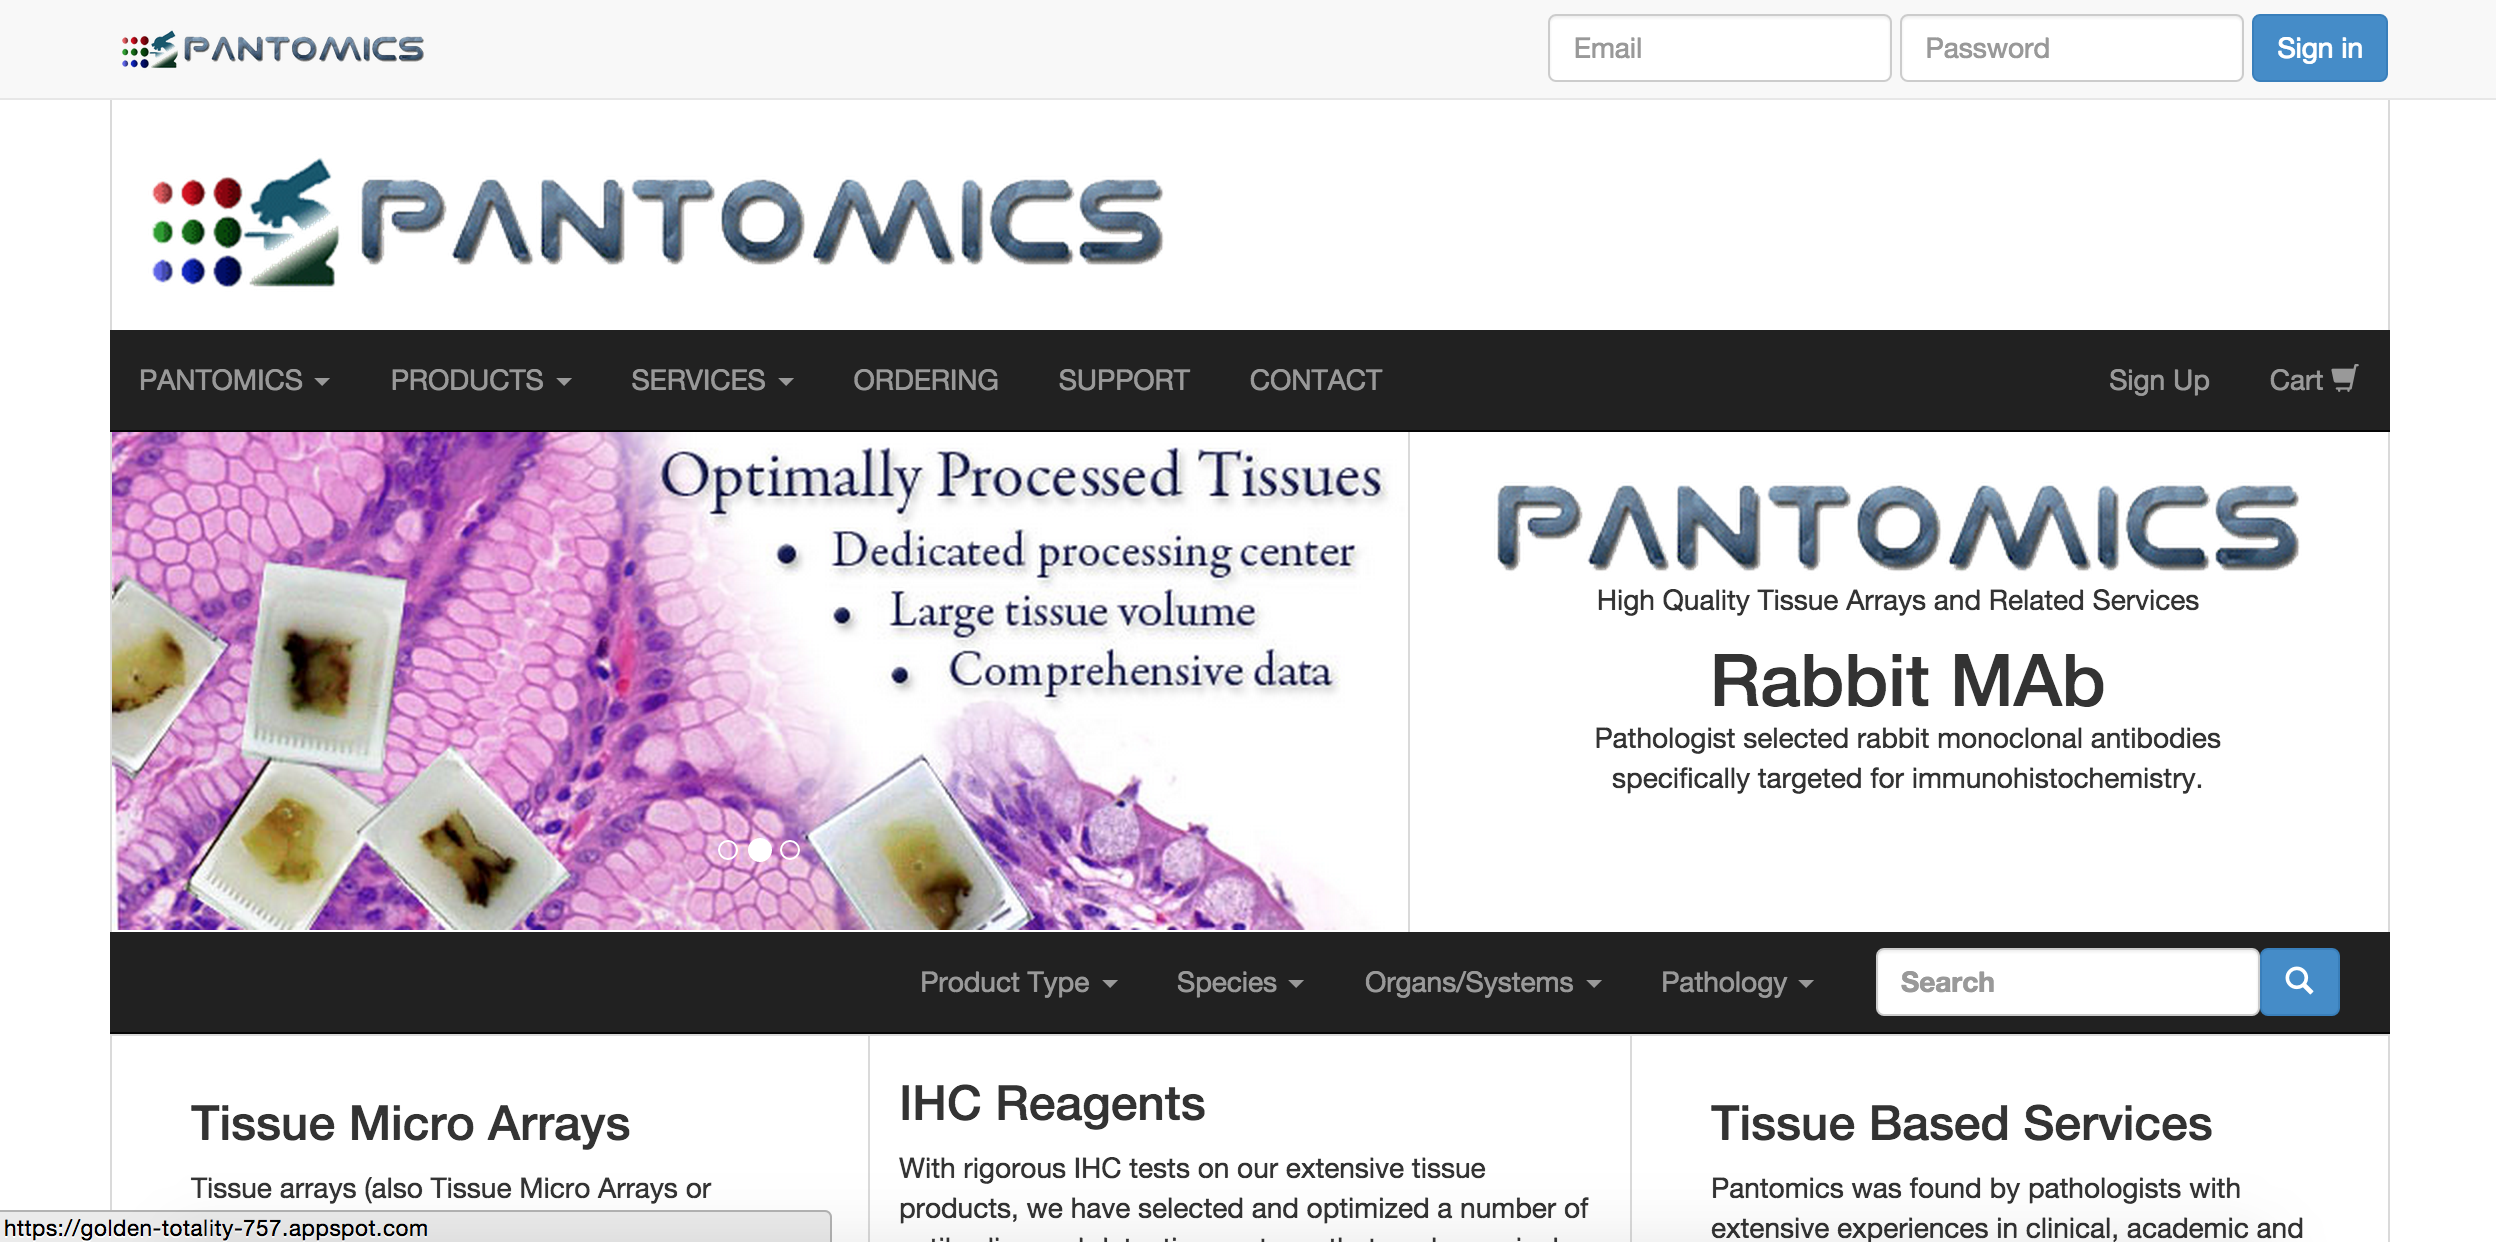 PANTOMICS
Email
Password
Sign in
PANTOMICS
PANTOMICS
PRODUCTS
SERVICES
ORDERING
SUPPORT
CONTACT
Sign Up
Cart
Optimally Processed Tissues
• Dedicated processing center
• Large tissue volume
• Comprehensive data
PANTOMICS
High Quality Tissue Arrays and Related Services
Rabbit MAb
Pathologist selected rabbit monoclonal antibodies
specifically targeted for immunohistochemistry.
Product Type
Species
Organs/Systems
Pathology
Search
Tissue Micro Arrays
Tissue arrays (also Tissue Micro Arrays or
IHC Reagents
With rigorous IHC tests on our extensive tissue
products, we have selected and optimized a number of
Tissue Based Services
Pantomics was found by pathologists with
extensive experiences in clinical, academic and
https://golden-totality-757.appspot.com